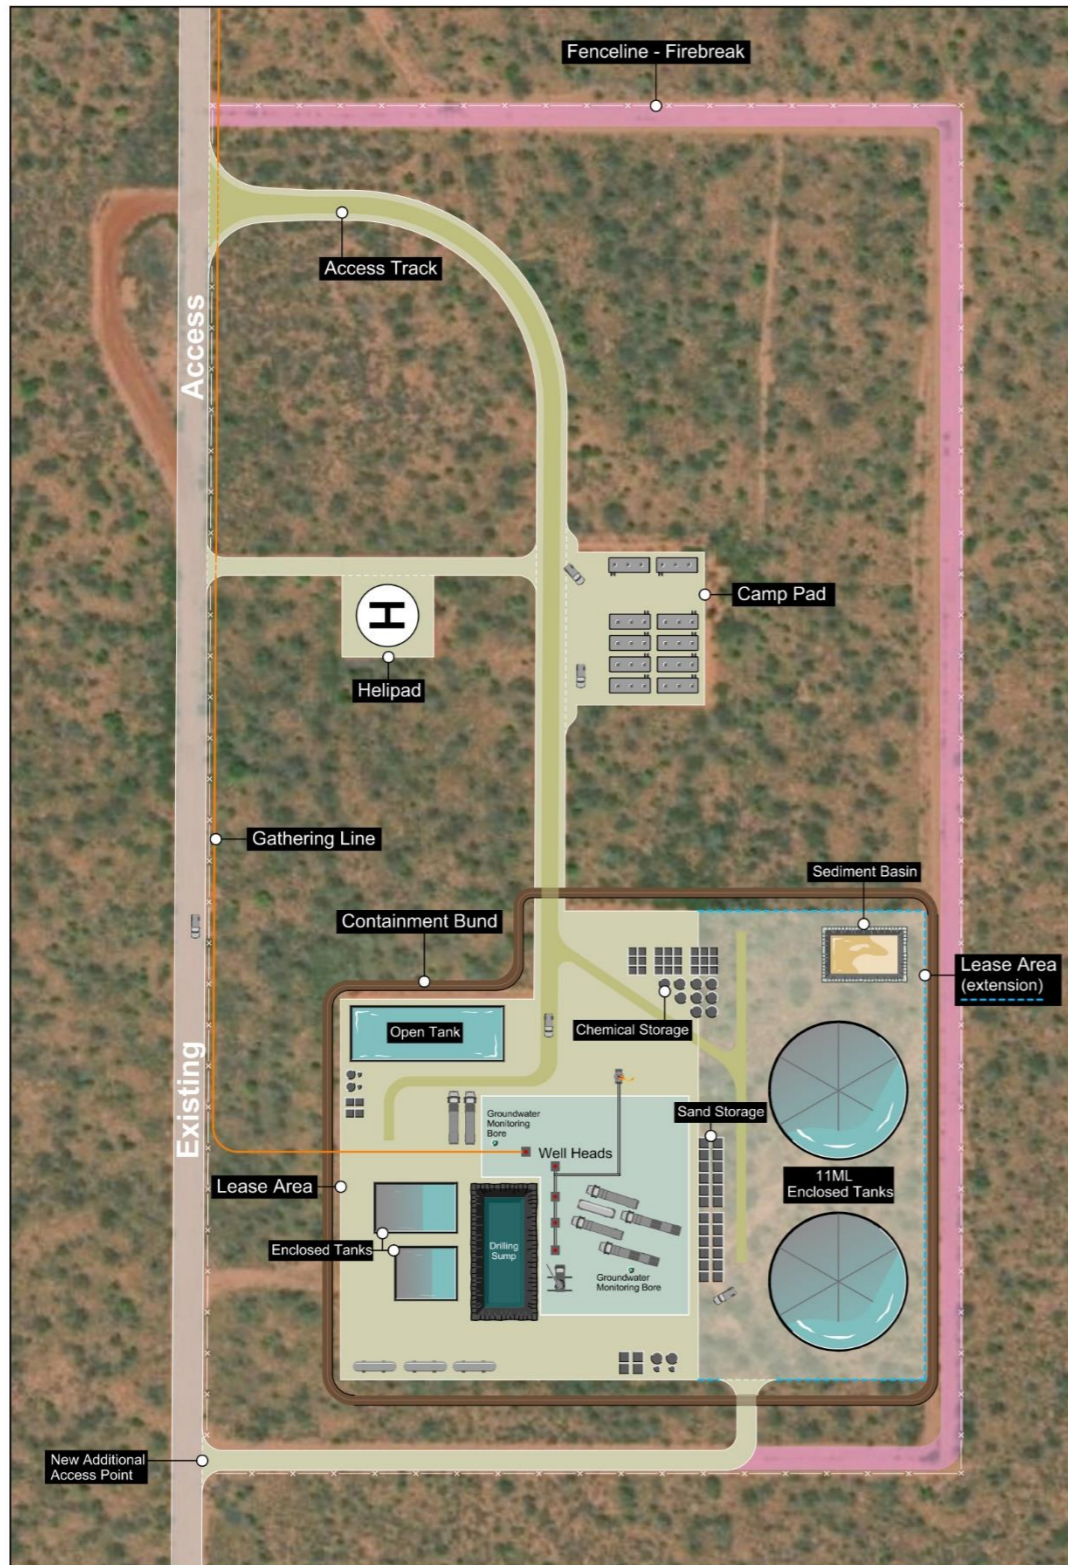 Fenceline - Firebreak
Access Track
Access
Camp Pad
H
Helipad
Gathering Line
Sediment Basin
Containment Bund
Lease Area
(extension)
Open Tank
Chemical Storage
Existing
Sand Storage
Groundwater
Monitoring
Bore
Well Heads
Lease Area
11ML
Enclosed Tanks
Enclosed Tanks
Drilling
Sump
Groundwater
Monitoring Bore
New Additional
Access Point